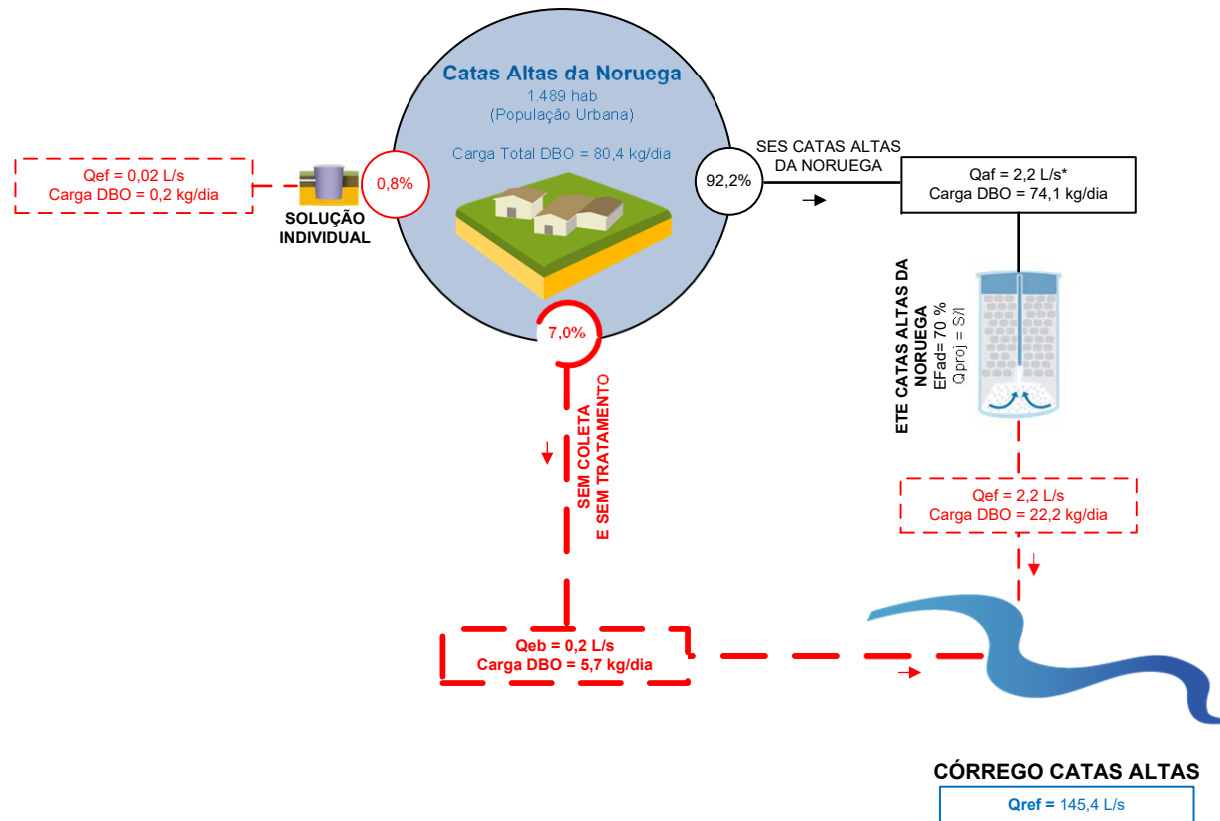 Catas Altas da Noruega
1.489 hab
(População Urbana)
Carga Total DBO = 80,4 kg/dia
Qef = 0,02 L/s
Carga DBO = 0,2 kg/dia
SOLUÇÃO
INDIVIDUAL
0,8%
92,2%
SES CATAS ALTAS
DA NORUEGA
Qaf = 2,2 L/s*
Carga DBO = 74,1 kg/dia
ETE CATAS ALTAS DA
NORUEGA
EFad= 70 %
Qproj = S/I
7,0%
SEM COLETA
E SEM TRATAMENTO
Qef = 2,2 L/s
Carga DBO = 22,2 kg/dia
Qeb = 0,2 L/s
Carga DBO = 5,7 kg/dia
CÓRREGO CATAS ALTAS
Qref = 145,4 L/s